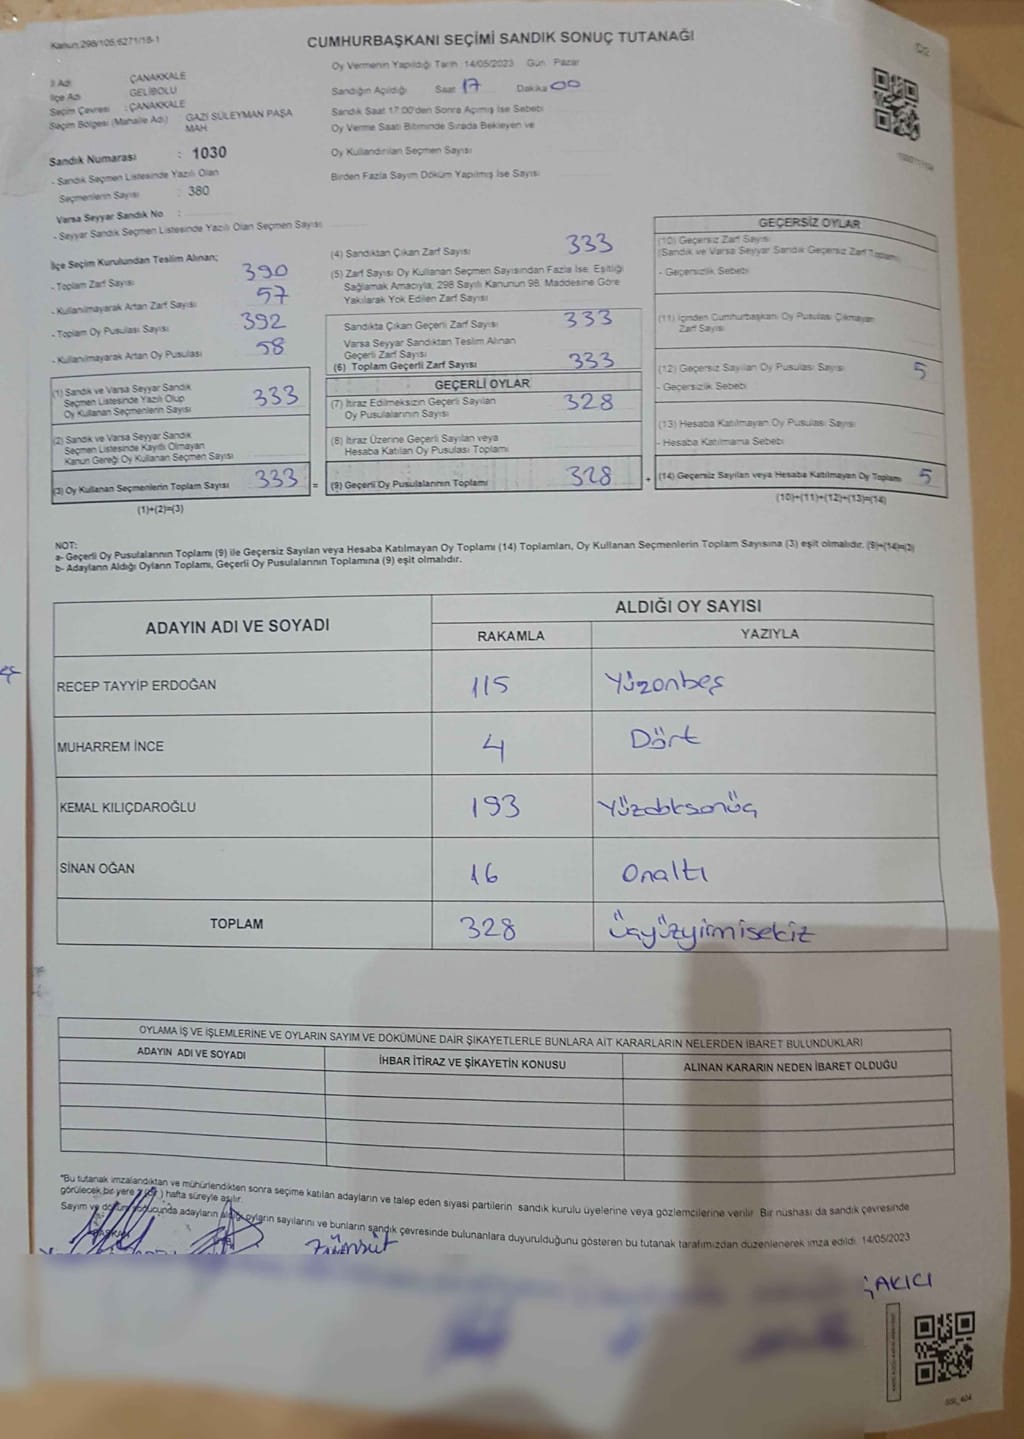 Kanun:298/105,6271/18-1
CUMHURBAŞKANI SEÇİMİ SANDIK SONUÇ TUTANAĞI
İl Adı ÇANAKKALE
İlçe Adı GELİBOLU
Seçim Çevresi : ÇANAKKALE
Seçim Bölgesi (Mahalle Adı) GAZİ SÜLEYMAN PAŞA
MAH
Sandık Numarası : 1030
- Sandık Seçmen Listesinde Yazılı Olan
Seçmenlerin Sayısı : 380
Varsa Seyyar Sandık No :
- Seyyar Sandık Seçmen Listesinde Yazılı Olan Seçmen Sayısı
Oy Vermenin Yapıldığı Tarih :14/05/2023 Gün : Pazar
Sandığın Açıldığı Saat 17 Dakika 00
Sandık Saat 17:00'den Sonra Açılmış İse Sebebi
Oy Verme Saati Bitiminde Sırada Bekleyen ve
Oy Kullandırılan Seçmen Sayısı
Birden Fazla Sayım Döküm Yapılmış İse Sayısı
İlçe Seçim Kurulundan Teslim Alınan;
- Toplam Zarf Sayısı 390
- Kullanılmayarak Artan Zarf Sayısı 57
- Toplam Oy Pusulası Sayısı 392
- Kullanılmayarak Artan Oy Pusulası 58
(1) Sandık ve Varsa Seyyar Sandık
Seçmen Listesinde Yazılı Olup
Oy Kullanan Seçmenlerin Sayısı 333
(2) Sandık ve Varsa Seyyar Sandık
Seçmen Listesinde Kayıtlı Olmayan
Kanun Gereği Oy Kullanan Seçmen Sayısı
(3) Oy Kullanan Seçmenlerin Toplam Sayısı 333 =
(1)+(2)=(3)
(4) Sandıktan Çıkan Zarf Sayısı 333
(5) Zarf Sayısı Oy Kullanan Seçmen Sayısından Fazla İse, Eşitliği
Sağlamak Amacıyla, 298 Sayılı Kanunun 98. Maddesine Göre
Yakılarak Yok Edilen Zarf Sayısı
Sandıkta Çıkan Geçerli Zarf Sayısı 333
Varsa Seyyar Sandıktan Teslim Alınan
Geçerli Zarf Sayısı
(6) Toplam Geçerli Zarf Sayısı 333
GEÇERLİ OYLAR
(7) İtiraz Edilmeksizin Geçerli Sayılan
Oy Pusulalarının Sayısı 328
(8) İtiraz Üzerine Geçerli Sayılan veya
Hesaba Katılan Oy Pusulası Toplamı
(9) Geçerli Oy Pusulalarının Toplamı 328 +
GEÇERSİZ OYLAR
(10) Geçersiz Zarf Sayısı
(Sandık ve Varsa Seyyar Sandık Geçersiz Zarf Toplamı)
- Geçersizlik Sebebi
(11) İçinden Cumhurbaşkanı Oy Pusulası Çıkmayan
Zarf Sayısı
(12) Geçersiz Sayılan Oy Pusulası Sayısı 5
- Geçersizlik Sebebi
(13) Hesaba Katılmayan Oy Pusulası Sayısı
- Hesaba Katılmama Sebebi
(14) Geçersiz Sayılan veya Hesaba Katılmayan Oy Toplamı 5
(10)+(11)+(12)+(13)=(14)
NOT:
a- Geçerli Oy Pusulalarının Toplamı (9) ile Geçersiz Sayılan veya Hesaba Katılmayan Oy Toplamı (14) Toplamları, Oy Kullanan Seçmenlerin Toplam Sayısına (3) eşit olmalıdır. (9)+(14)=(3)
b- Adayların Aldığı Oyların Toplamı, Geçerli Oy Pusulalarının Toplamına (9) eşit olmalıdır.
ADAYIN ADI VE SOYADI ALDIĞI OY SAYISI
RAKAMLA YAZIYLA
RECEP TAYYİP ERDOĞAN 115 Yüzonbeş
MUHARREM İNCE 4 Dört
KEMAL KILIÇDAROĞLU 193 Yüzdoksonüç
SİNAN OĞAN 16 Onaltı
TOPLAM 328 Üçyüzyirmisekiz
OYLAMA İŞ VE İŞLEMLERİNE VE OYLARIN SAYIM VE DÖKÜMÜNE DAİR ŞİKAYETLERLE BUNLARA AİT KARARLARIN NELERDEN İBARET BULUNDUKLARI
ADAYIN ADI VE SOYADI İHBAR İTİRAZ VE ŞİKAYETİN KONUSU ALINAN KARARIN NEDEN İBARET OLDUĞU
*Bu tutanak imzalandıktan ve mühürlendikten sonra seçime katılan adayların ve talep eden siyasi partilerin sandık kurulu üyelerine veya gözlemcilerine verilir. Bir nüshası da sandık çevresinde
görülecek bir yere hafta süreyle asılır.
Sayım ve döküm sonucunda adayların aldığı oyların sayılarını ve bunların sandık çevresinde bulunanlara duyurulduğunu gösteren bu tutanak tarafımızdan düzenlenerek imza edildi. 14/05/2023
ÇAKICI